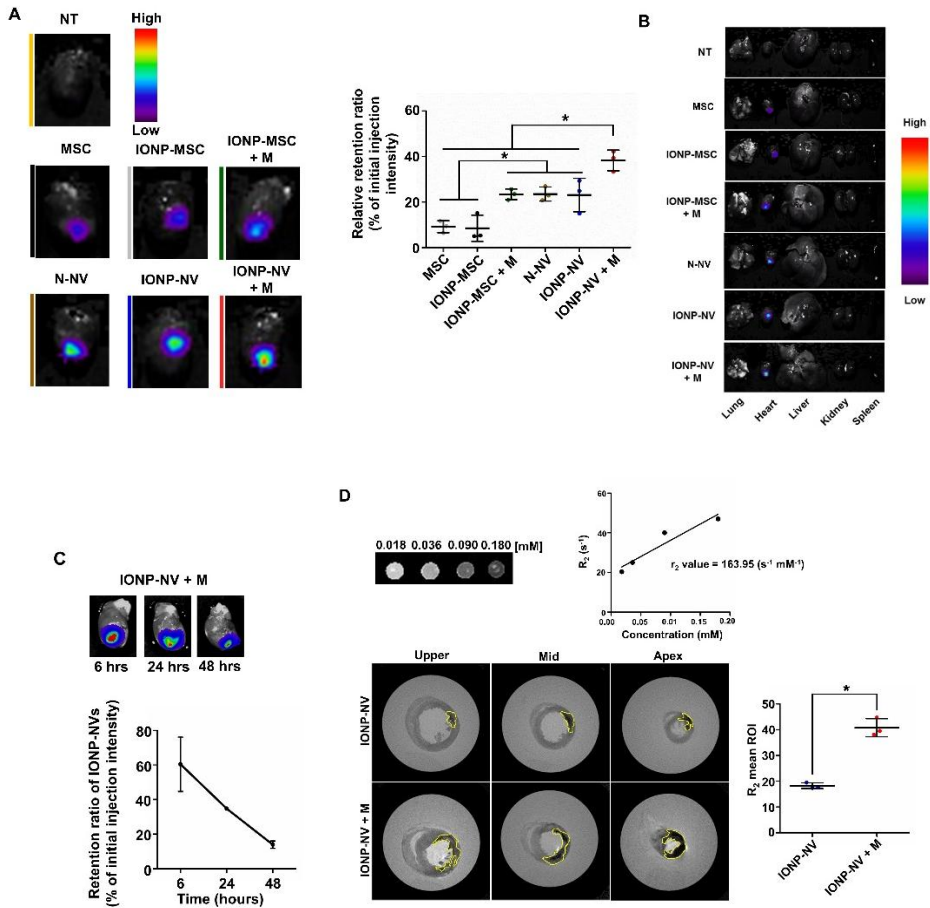 A
NT
High
Low
MSC
IONP-MSC
IONP-MSC
+ M
N-NV
IONP-NV
IONP-NV
+ M
Relative retention ratio
(% of initial injection
intensity)
60
40
20
0
*
*
MSC
IONP-MSC
IONP-MSC + M
N-NV
IONP-NV
IONP-NV + M
B
NT
MSC
IONP-MSC
IONP-MSC
+ M
N-NV
IONP-NV
IONP-NV
+ M
Lung
Heart
Liver
Kidney
Spleen
High
Low
C
IONP-NV + M
6 hrs
24 hrs
48 hrs
Retention ratio of IONP-NVs
(% of initial injection intensity)
80
60
40
20
0
6
24
48
Time (hours)
D
0.018 0.036 0.090 0.180 [mM]
R₂ (s⁻¹)
60
40
20
0
0.00 0.06 0.12 0.18
Concentration (mM)
r₂ value = 163.95 (s⁻¹ mM⁻¹)
Upper
Mid
Apex
IONP-NV
IONP-NV + M
R₂ mean ROI
50
40
30
20
10
0
*
IONP-NV
IONP-NV + M